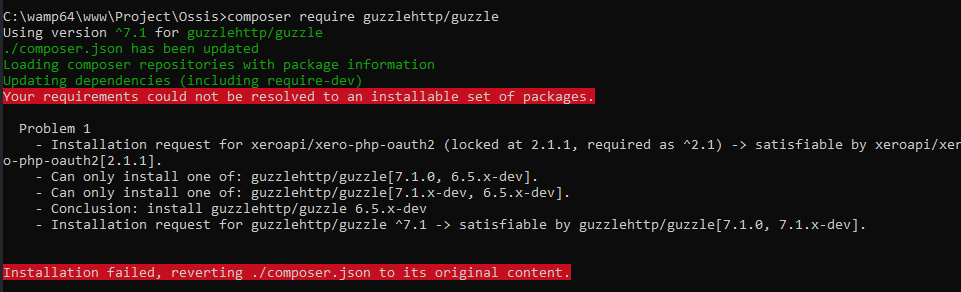 C:\wamp64\www\Project\Ossis>composer require guzzlehttp/guzzle
Using version ^7.1 for guzzlehttp/guzzle
./composer.json has been updated
Loading composer repositories with package information
Updating dependencies (including require-dev)
Your requirements could not be resolved to an installable set of packages.
Problem 1
- Installation request for xeroapi/xero-php-oauth2 (locked at 2.1.1, required as ^2.1) -> satisfiable by xeroapi/xer
o-php-oauth2[2.1.1].
- Can only install one of: guzzlehttp/guzzle[7.1.0, 6.5.x-dev].
- Can only install one of: guzzlehttp/guzzle[7.1.x-dev, 6.5.x-dev].
- Conclusion: install guzzlehttp/guzzle 6.5.x-dev
- Installation request for guzzlehttp/guzzle ^7.1 -> satisfiable by guzzlehttp/guzzle[7.1.0, 7.1.x-dev].
Installation failed, reverting ./composer.json to its original content.